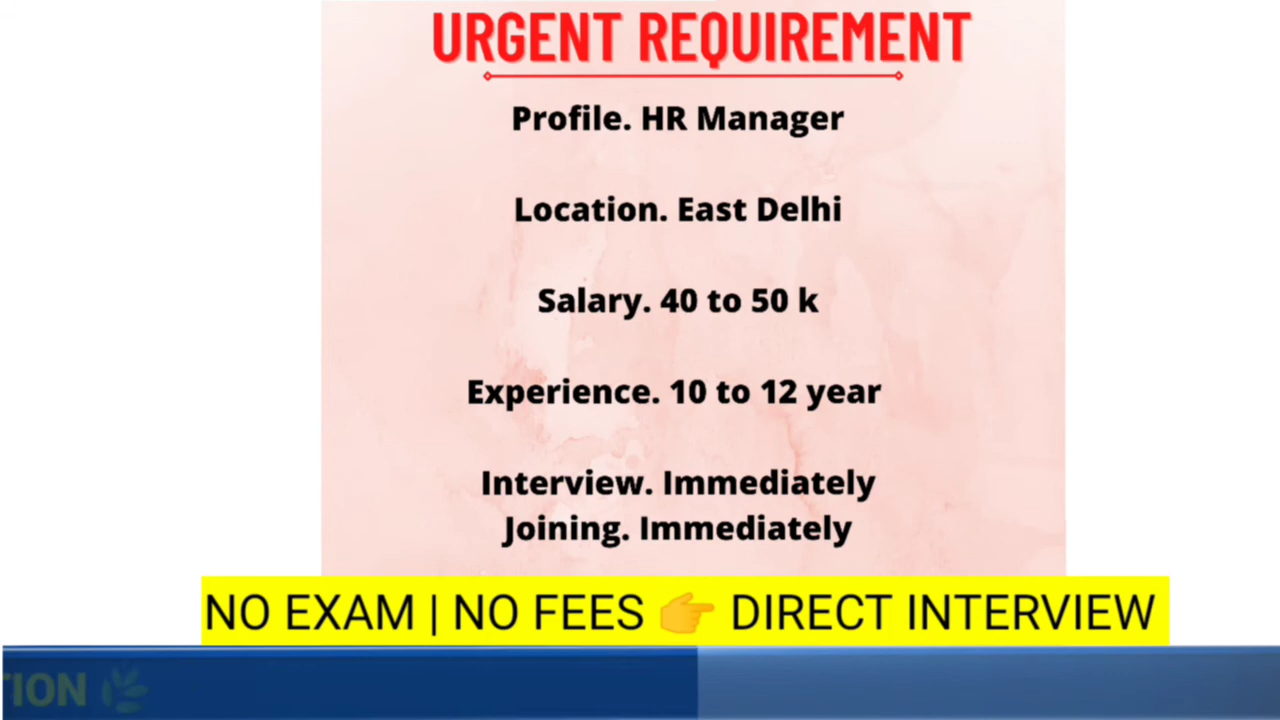 URGENT REQUIREMENT
Profile. HR Manager
Location. East Delhi
Salary. 40 to 50 k
Experience. 10 to 12 year
Interview. Immediately
Joining. Immediately
NO EXAM | NO FEES 👉 DIRECT INTERVIEW
TION 🌿